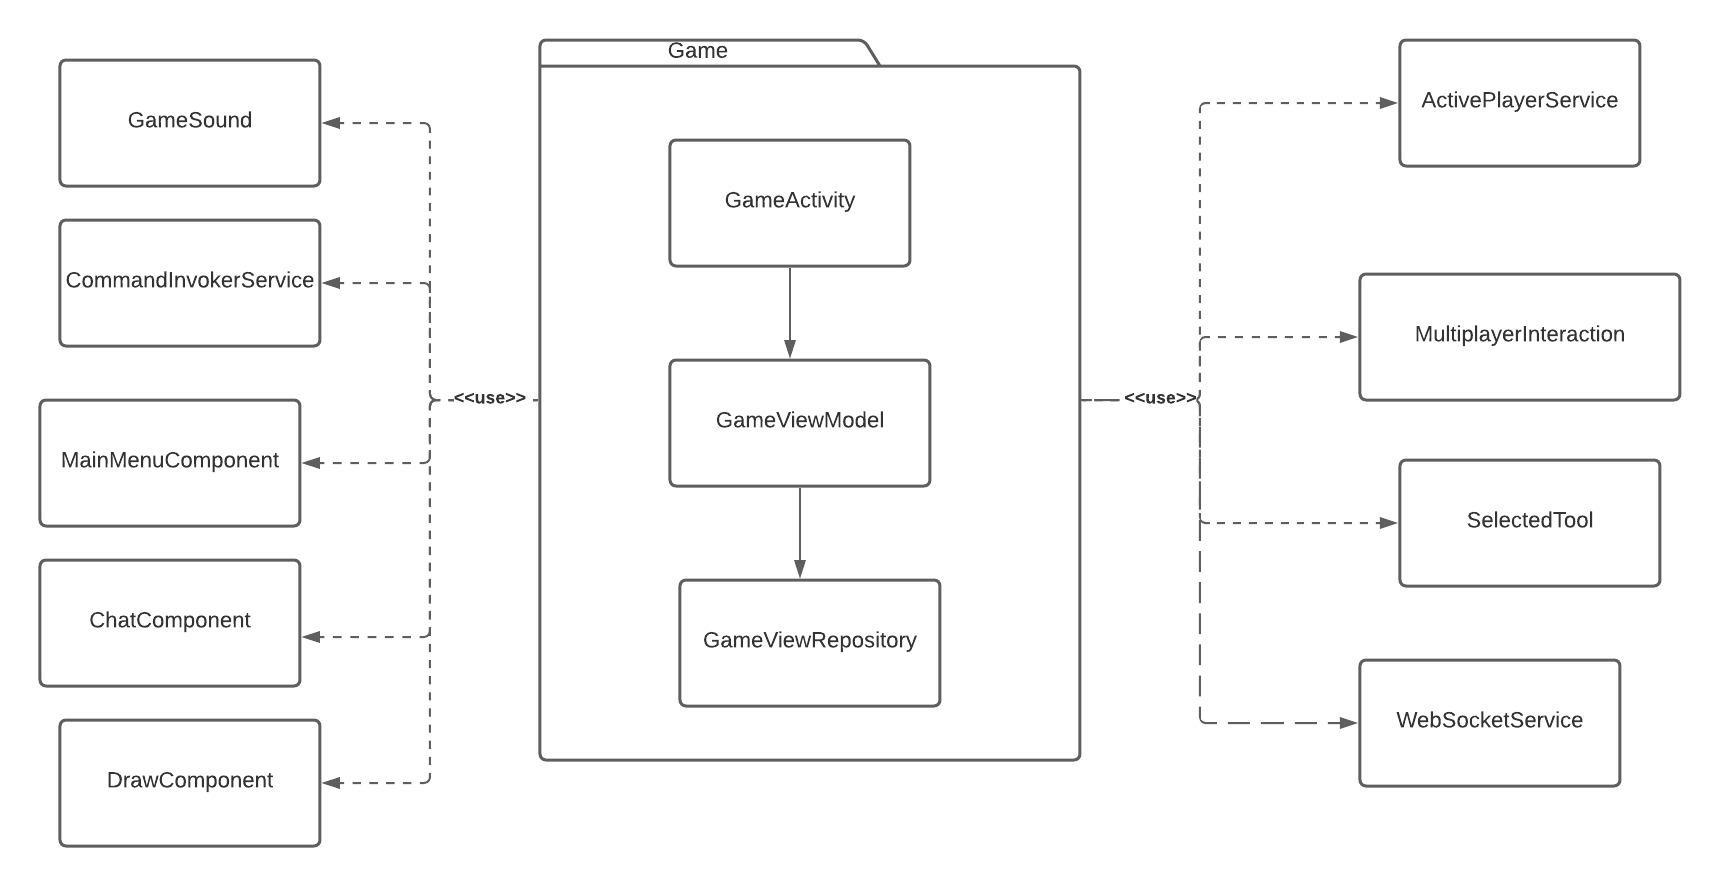 Game
GameSound
CommandInvokerService
MainMenuComponent
ChatComponent
DrawComponent
<<use>>
GameActivity
GameViewModel
GameViewRepository
<<use>>
ActivePlayerService
MultiplayerInteraction
SelectedTool
WebSocketService